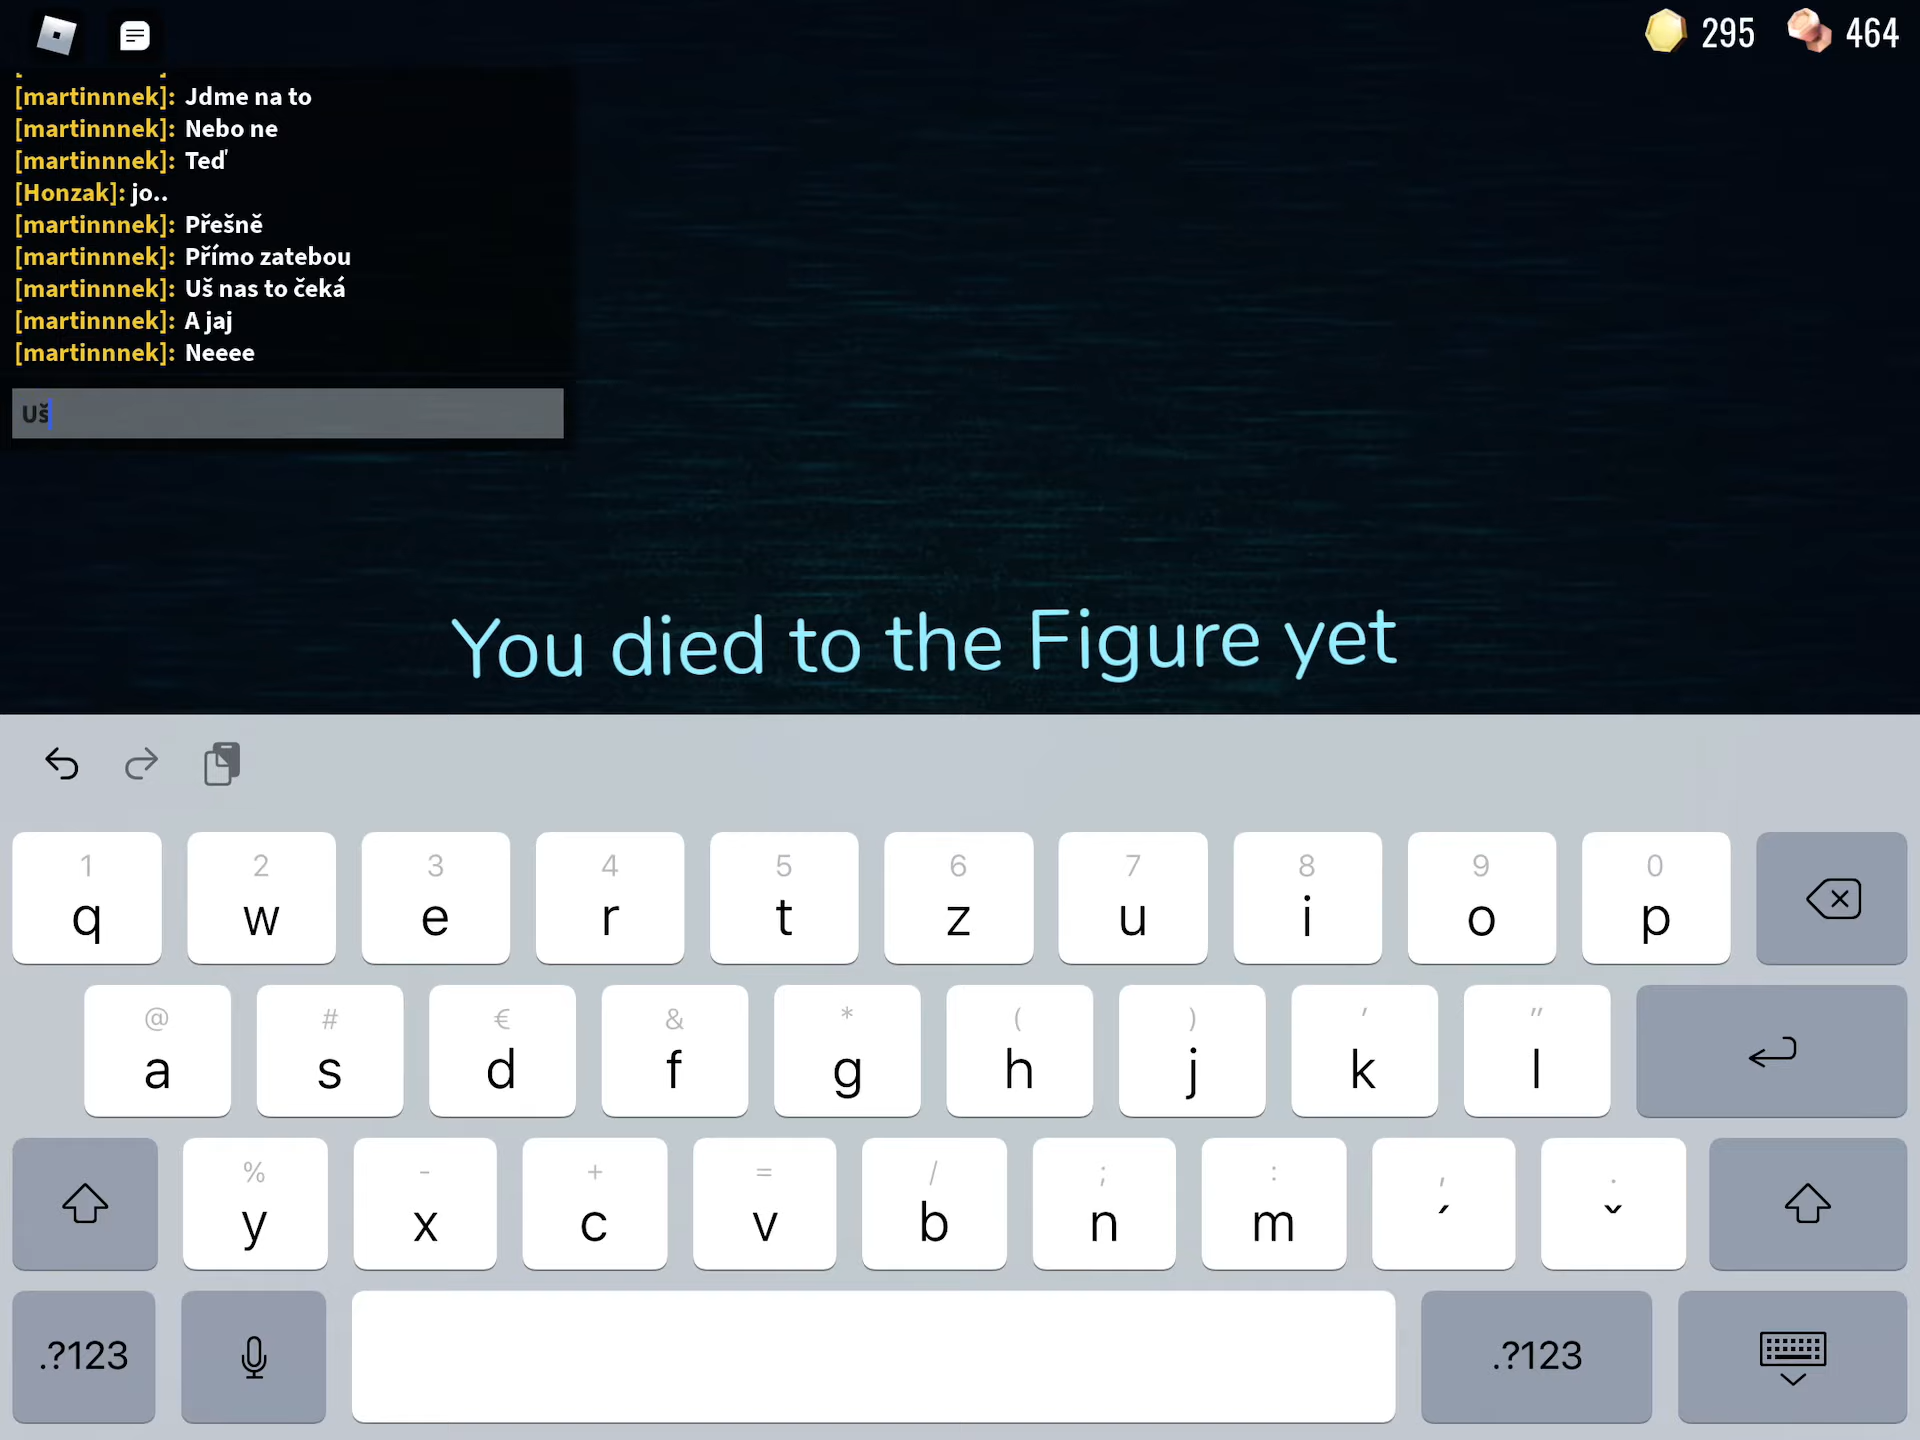 295 464
[martinnnek]: Jdme na to
[martinnnek]: Nebo ne
[martinnnek]: Teď
[Honzak]: jo..
[martinnnek]: Přešně
[martinnnek]: Přímo zatebou
[martinnnek]: Uš nas to čeká
[martinnnek]: A jaj
[martinnnek]: Neeee
Uš
You died to the Figure yet
1 2 3 4 5 6 7 8 9 0
q w e r t z u i o p
@ # € & * ( ) ' "
a s d f g h j k l
% - + = / ; : , .
y x c v b n m ´ ˇ
.?123 .?123